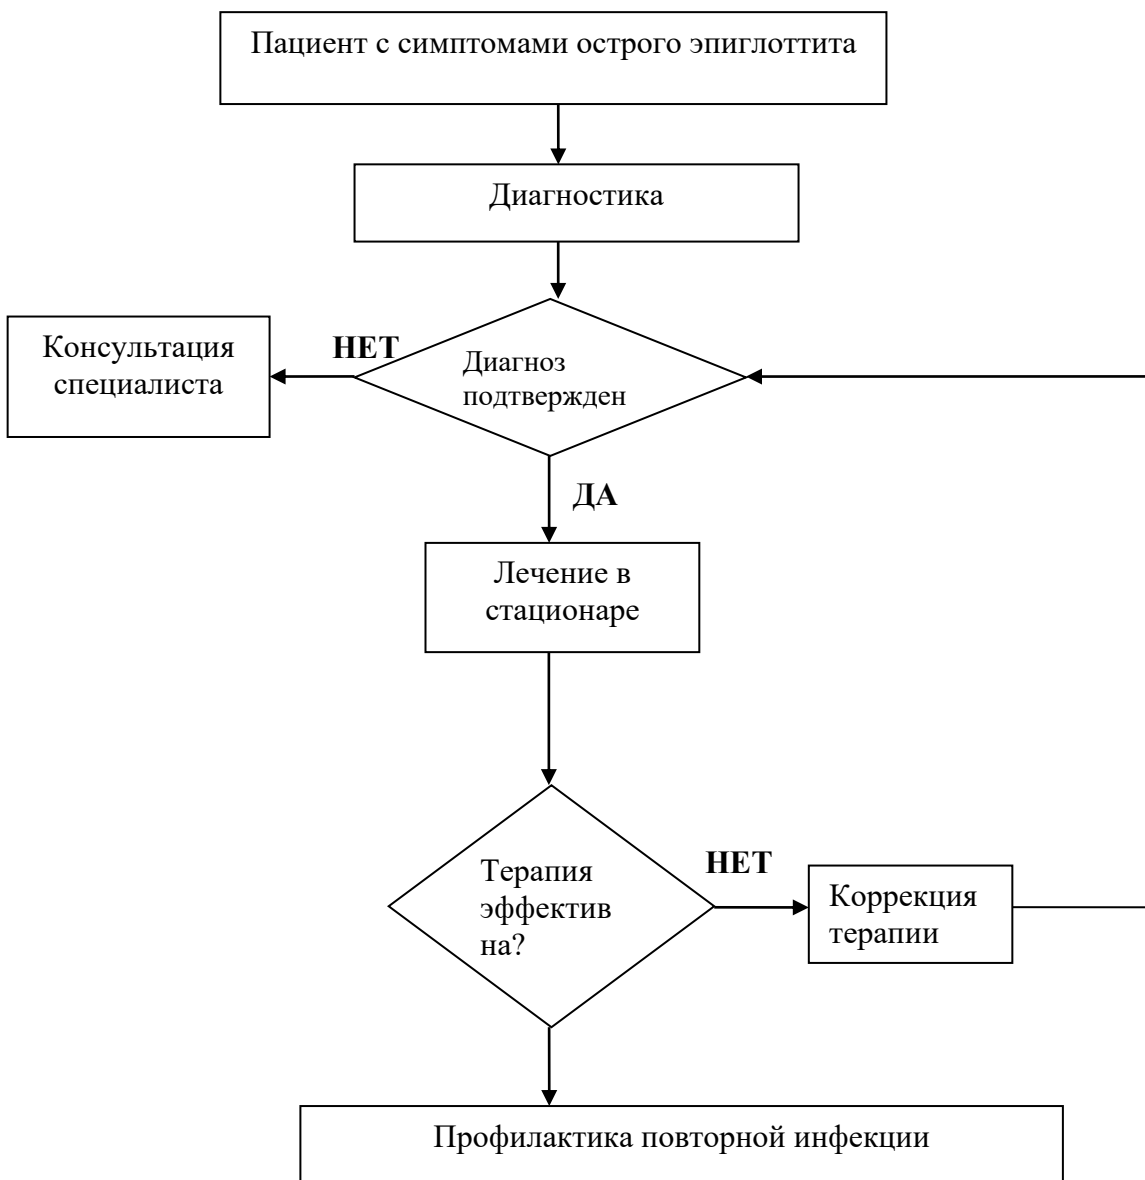 Пациент с симптомами острого эпиглоттита
Диагностика
Консультация
специалиста
НЕТ
Диагноз
подтвержден
ДА
Лечение в
стационаре
Терапия
эффектив
на?
НЕТ
Коррекция
терапии
Профилактика повторной инфекции